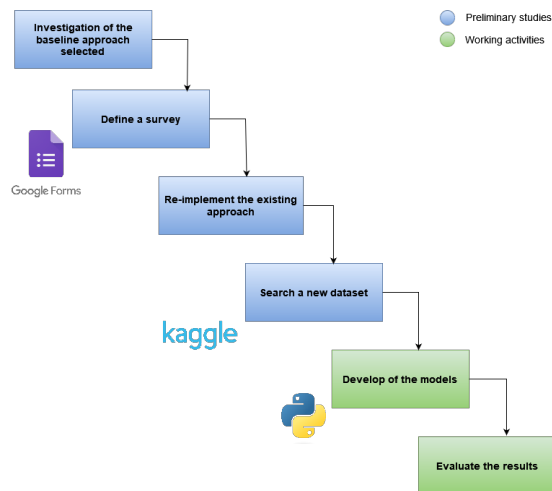 Investigation of the
baseline approach
selected
Preliminary studies
Working activities
Define a survey
Google Forms
Re-implement the existing
approach
Search a new dataset
kaggle
Develop of the models
Evaluate the results